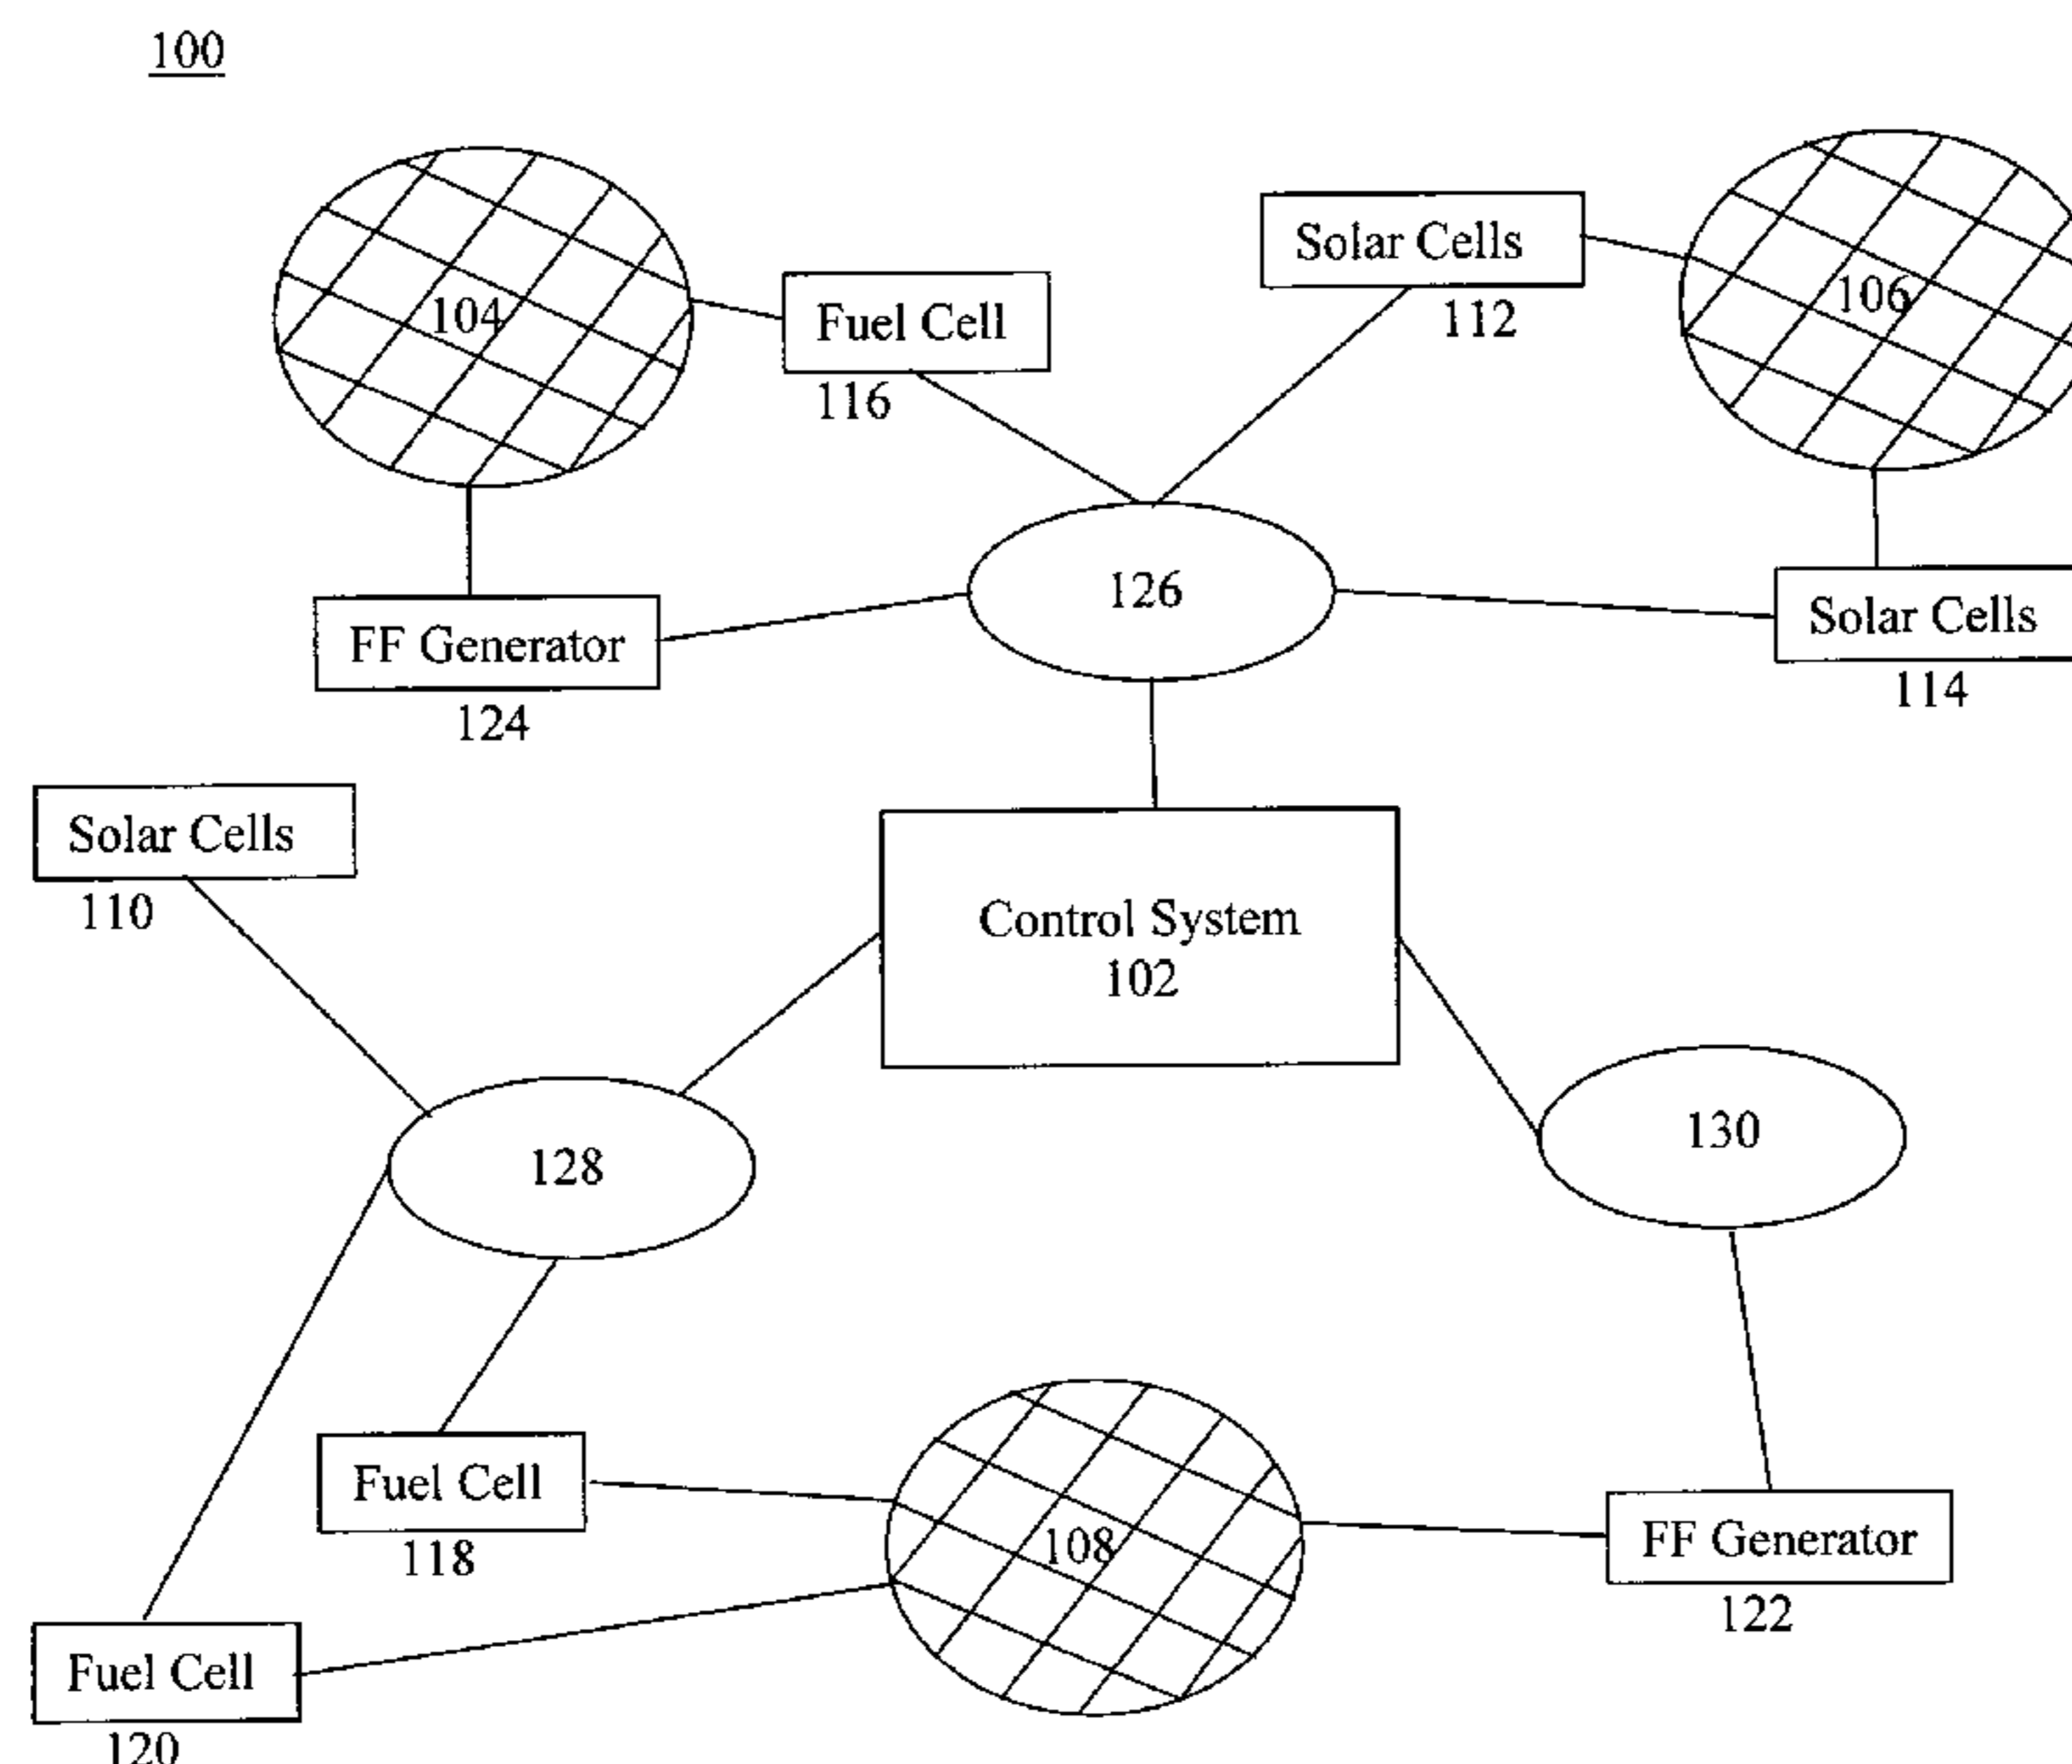 100
104
Fuel Cell
116
Solar Cells
112
106
126
FF Generator
124
Solar Cells
114
Solar Cells
110
Control System
102
128
130
Fuel Cell
118
108
FF Generator
122
Fuel Cell
120